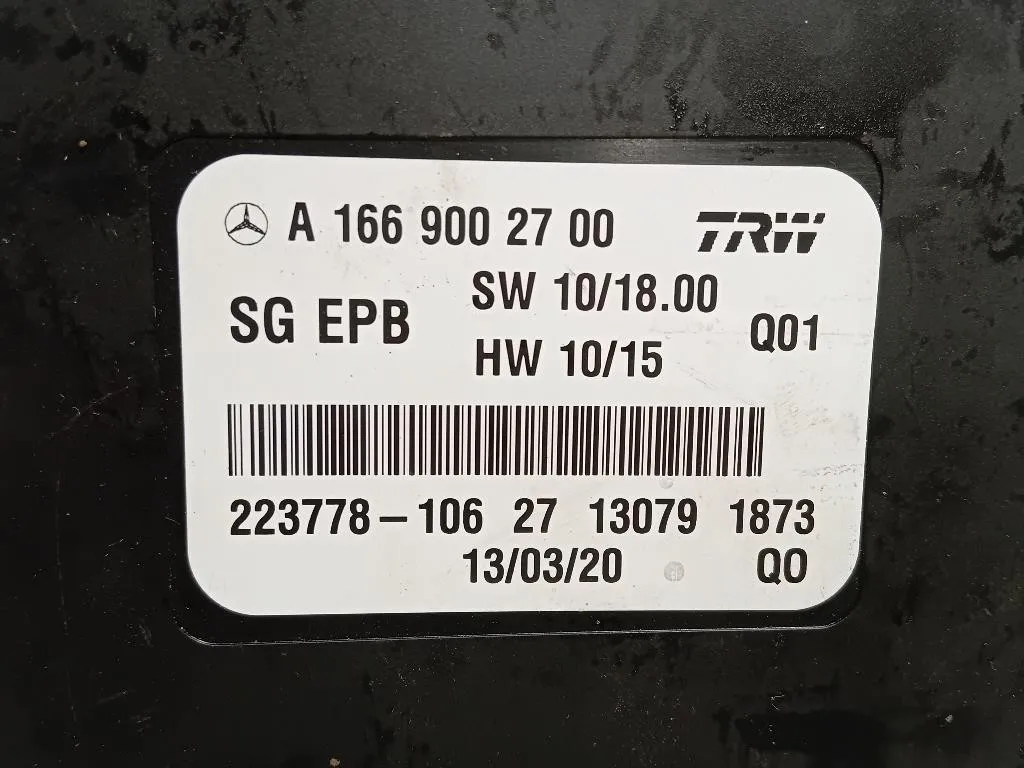 A 166 900 27 00 TRW
SG EPB SW 10/18.00 Q01
HW 10/15
223778-106 27 13079 1873
13/03/20 QO